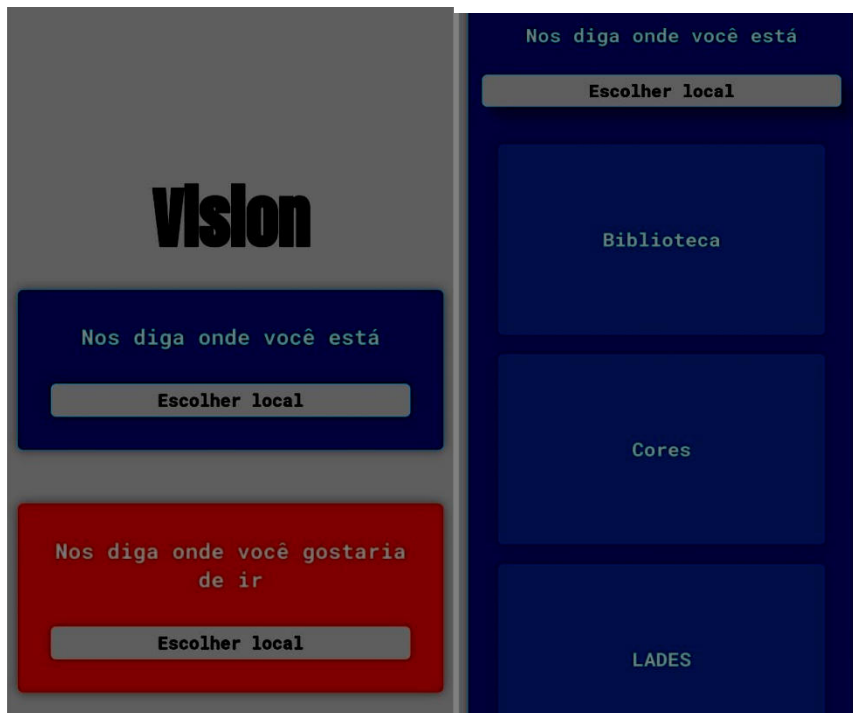 Vision
Nos diga onde você está
Escolher local
Nos diga onde você gostaria
de ir
Escolher local
Nos diga onde você está
Escolher local
Biblioteca
Cores
LADES